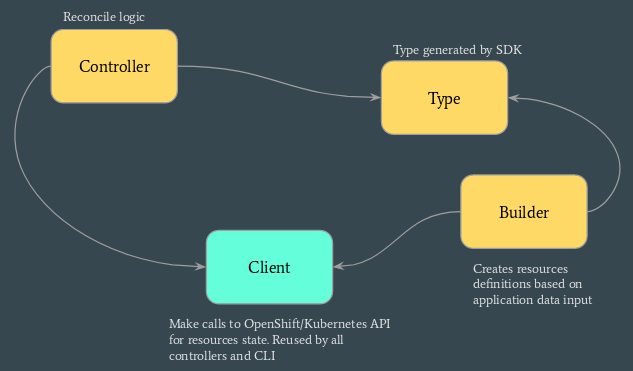 Reconcile logic
Controller
Type generated by SDK
Type
Builder
Creates resources
definitions based on
application data input
Client
Make calls to OpenShift/Kubernetes API
for resources state. Reused by all
controllers and CLI